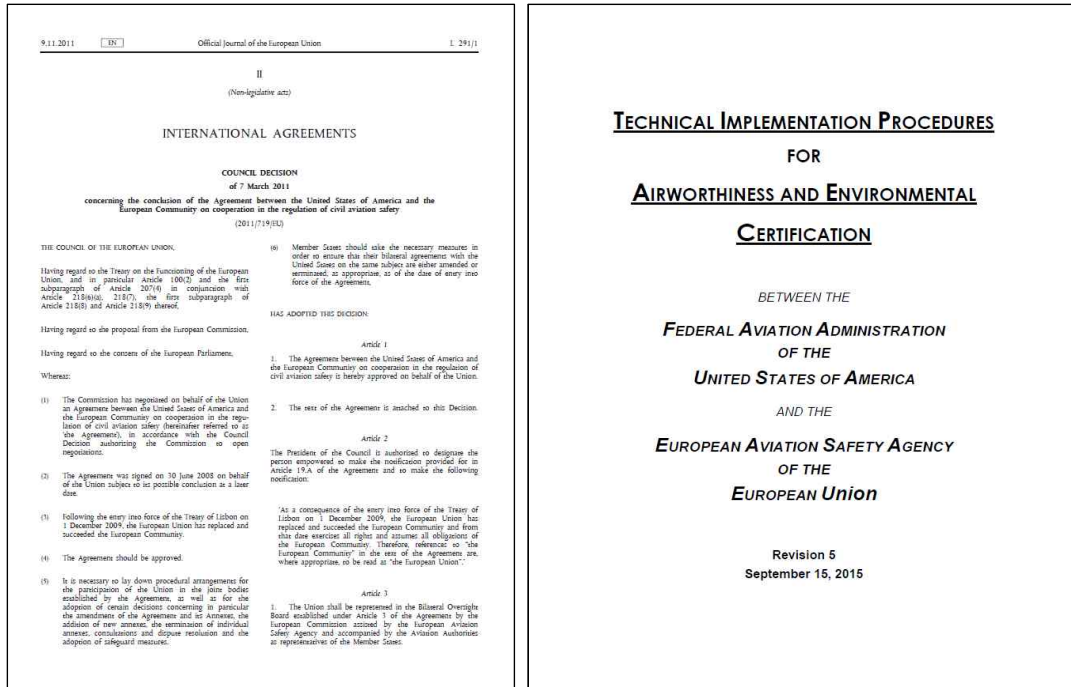 9.11.2011
EN
Official Journal of the European Union
L 291/1
II
(Non-legislative acts)
INTERNATIONAL AGREEMENTS
COUNCIL DECISION
of 7 March 2011
concerning the conclusion of the Agreement between the United States of America and the
European Community on cooperation in the regulation of civil aviation safety
(2011/719/EU)
THE COUNCIL OF THE EUROPEAN UNION,
Having regard to the Treaty on the Functioning of the European
Union, and in particular Article 100(2) and the first
subparagraph of Article 207(4) in conjunction with
Article 218(6)(a), 218(7), the first subparagraph of
Article 218(8) and Article 218(9) thereof,
Having regard to the proposal from the European Commission,
Having regard to the consent of the European Parliament,
Whereas:
(1) The Commission has negotiated on behalf of the Union
an Agreement between the United States of America and
the European Community on cooperation in the regu-
lation of civil aviation safety (hereinafter referred to as
'the Agreement'), in accordance with the Council
Decision authorizing the Commission to open
negotiations.
(2) The Agreement was signed on 30 June 2008 on behalf
of the Union subject to its possible conclusion at a later
date.
(3) Following the entry into force of the Treaty of Lisbon on
1 December 2009, the European Union has replaced and
succeeded the European Community.
(4) The Agreement should be approved.
(5) It is necessary to lay down procedural arrangements for
the participation of the Union in the joint bodies
established by the Agreement, as well as for the
adoption of certain decisions concerning in particular
the amendment of the Agreement and its Annexes, the
addition of new annexes, the termination of individual
annexes, consultations and dispute resolution and the
adoption of safeguard measures.
(6) Member States should take the necessary measures in
order to ensure that their bilateral agreements with the
United States on the same subject are either amended or
terminated, as appropriate, as of the date of entry into
force of the Agreement,
HAS ADOPTED THIS DECISION:
Article 1
1. The Agreement between the United States of America and
the European Community on cooperation in the regulation of
civil aviation safety is hereby approved on behalf of the Union.
2. The text of the Agreement is attached to this Decision.
Article 2
The President of the Council is authorised to designate the
person empowered to make the notification provided for in
Article 19.A of the Agreement and to make the following
notification:
'As a consequence of the entry into force of the Treaty of
Lisbon on 1 December 2009, the European Union has
replaced and succeeded the European Community and from
that date exercises all rights and assumes all obligations of
the European Community. Therefore, references to "the
European Community" in the text of the Agreement are,
where appropriate, to be read as "the European Union".'
Article 3
1. The Union shall be represented in the Bilateral Oversight
Board established under Article 3 of the Agreement by the
European Commission assisted by the European Aviation
Safety Agency and accompanied by the Aviation Authorities
as representatives of the Member States.
TECHNICAL IMPLEMENTATION PROCEDURES
FOR
AIRWORTHINESS AND ENVIRONMENTAL
CERTIFICATION
BETWEEN THE
FEDERAL AVIATION ADMINISTRATION
OF THE
UNITED STATES OF AMERICA
AND THE
EUROPEAN AVIATION SAFETY AGENCY
OF THE
EUROPEAN Union
Revision 5
September 15, 2015